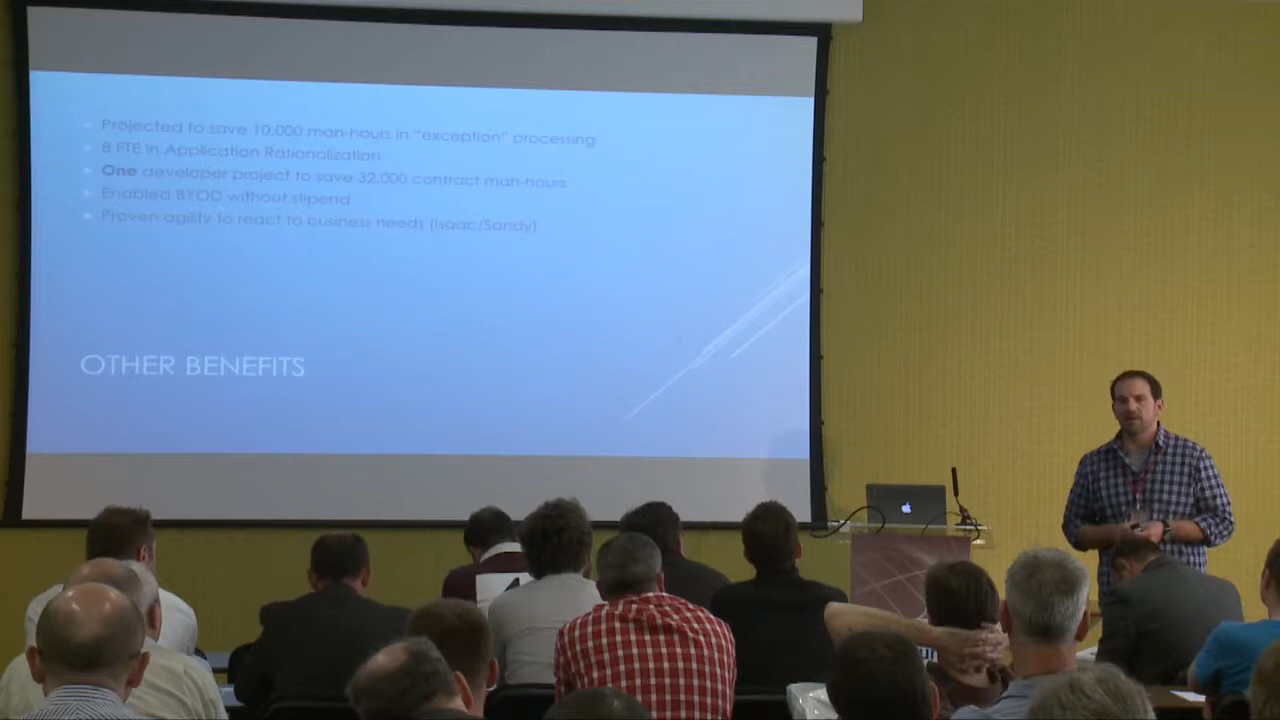 Projected to save 10,000 man-hours in "exception" processing
8 FTE in Application Rationalization
One developer project to save 32,000 contract man-hours
Enabled BYOD without stipend
Proven agility to react to business needs (Isaac/Sandy)
OTHER BENEFITS